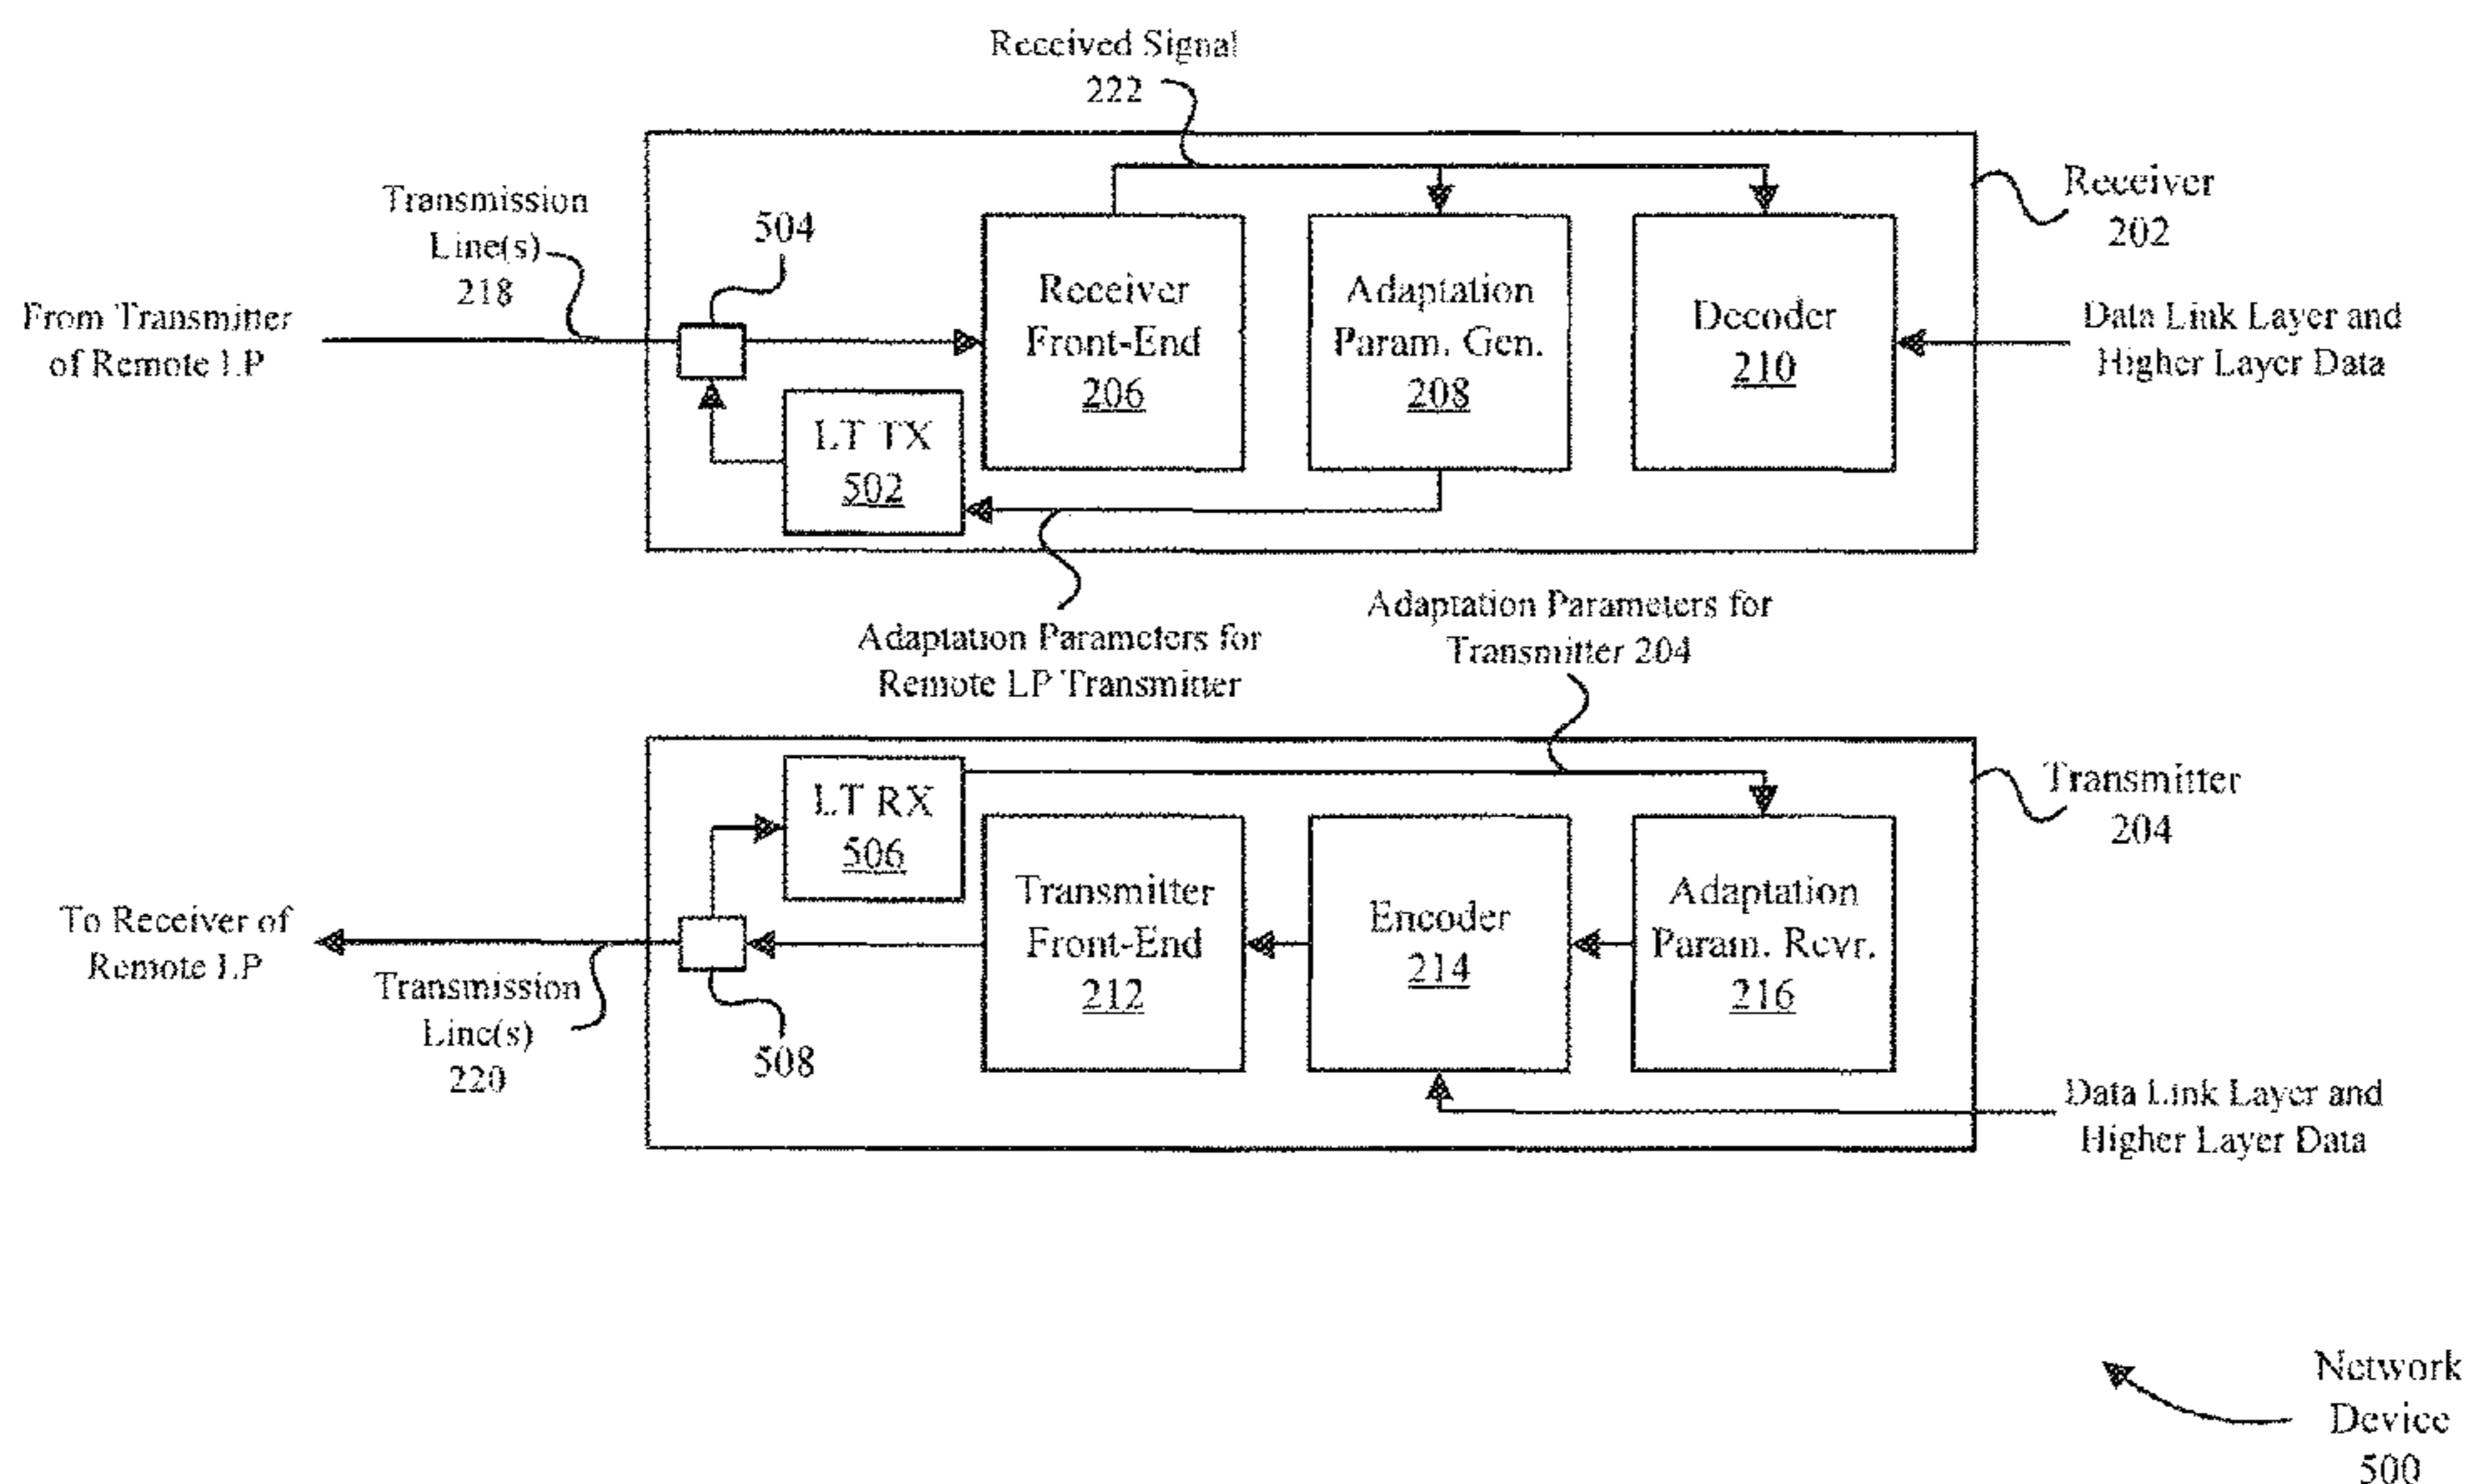 Received Signal
222
Transmission
Line(s)
218
504
Receiver
202
From Transmitter
of Remote LP
Receiver
Front-End
206
Adaptation
Param. Gen.
208
Decoder
210
Data Link Layer and
Higher Layer Data
LT TX
502
Adaptation Parameters for
Remote LP Transmitter
Adaptation Parameters for
Transmitter 204
LT RX
506
Transmitter
204
To Receiver of
Remote LP
Transmission
Line(s)
220
508
Transmitter
Front-End
212
Encoder
214
Adaptation
Param. Rcvr.
216
Data Link Layer and
Higher Layer Data
Network
Device
500